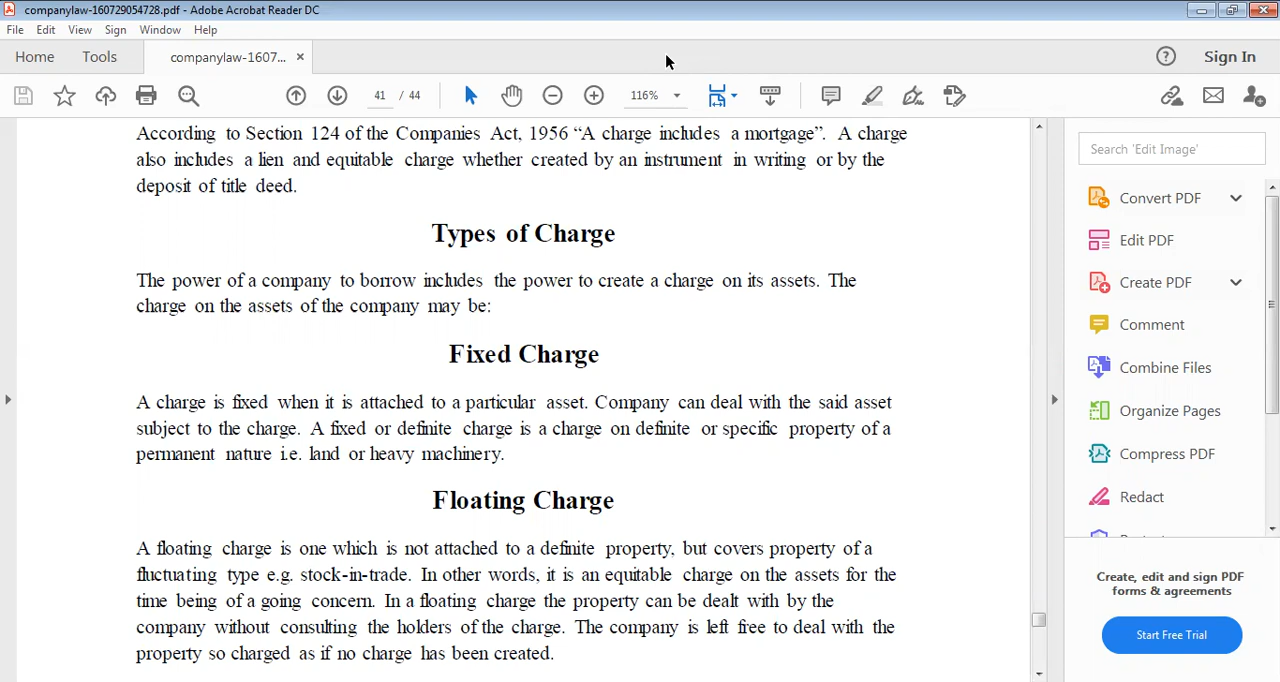 companylaw-160729054728.pdf - Adobe Acrobat Reader DC
File Edit View Sign Window Help
Home Tools companylaw-1607... × Sign In
41 / 44 116%
According to Section 124 of the Companies Act, 1956 “A charge includes a mortgage”. A charge
also includes a lien and equitable charge whether created by an instrument in writing or by the
deposit of title deed.
Types of Charge
The power of a company to borrow includes the power to create a charge on its assets. The
charge on the assets of the company may be:
Fixed Charge
A charge is fixed when it is attached to a particular asset. Company can deal with the said asset
subject to the charge. A fixed or definite charge is a charge on definite or specific property of a
permanent nature i.e. land or heavy machinery.
Floating Charge
A floating charge is one which is not attached to a definite property, but covers property of a
fluctuating type e.g. stock-in-trade. In other words, it is an equitable charge on the assets for the
time being of a going concern. In a floating charge the property can be dealt with by the
company without consulting the holders of the charge. The company is left free to deal with the
property so charged as if no charge has been created.
Search 'Edit Image'
Convert PDF
Edit PDF
Create PDF
Comment
Combine Files
Organize Pages
Compress PDF
Redact
Create, edit and sign PDF
forms & agreements
Start Free Trial